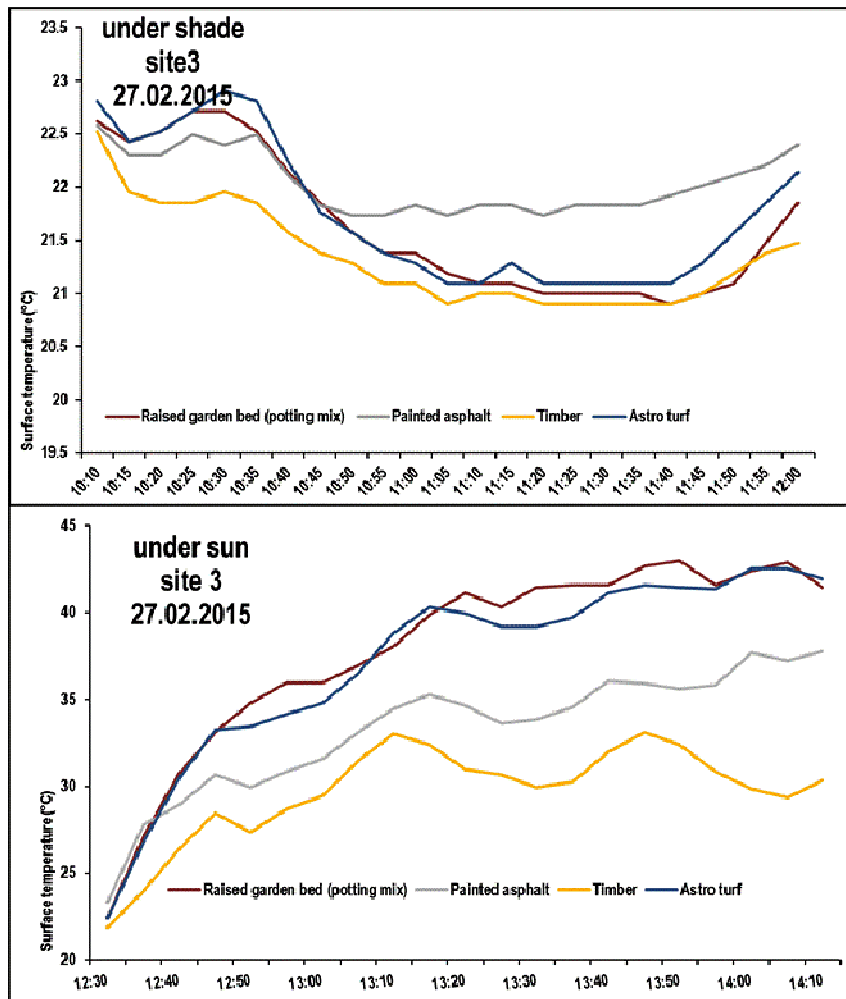 under shade
site3
27.02.2015
23.5
23
22.5
22
21.5
21
20.5
20
19.5
Surface temperature (°C)
Raised garden bed (potting mix) Painted asphalt Timber Astro turf
10:10 10:15 10:20 10:25 10:30 10:35 10:40 10:45 10:50 10:55 11:00 11:05 11:10 11:15 11:20 11:25 11:30 11:35 11:40 11:45 11:50 11:55 12:00
under sun
site 3
27.02.2015
45
40
35
30
25
20
Surface temperature (°C)
Raised garden bed (potting mix) Painted asphalt Timber Astro turf
12:30 12:40 12:50 13:00 13:10 13:20 13:30 13:40 13:50 14:00 14:10